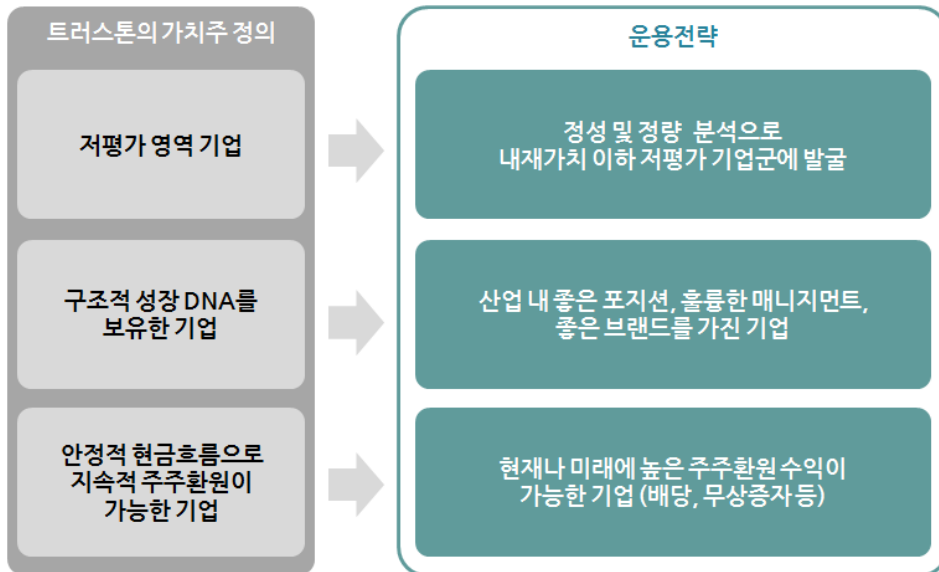 트러스톤의 가치주 정의
운용전략
저평가 영역 기업
정성 및 정량 분석으로
내재가치 이하 저평가 기업군에 발굴
구조적 성장 DNA를
보유한 기업
산업 내 좋은 포지션, 훌륭한 매니지먼트,
좋은 브랜드를 가진 기업
안정적 현금흐름으로
지속적 주주환원이
가능한 기업
현재나 미래에 높은 주주환원 수익이
가능한 기업 (배당, 무상증자 등)